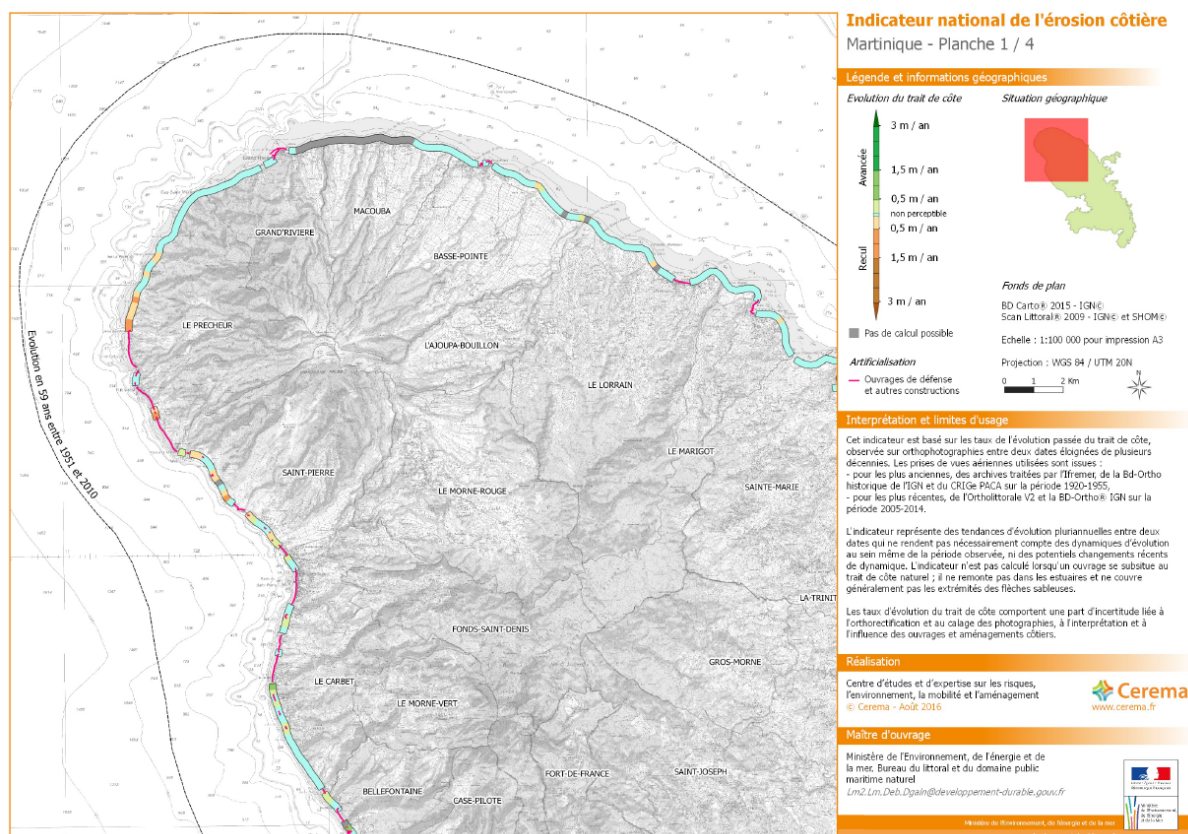 Indicateur national de l'érosion côtière
Martinique - Planche 1 / 4
Légende et informations géographiques
Evolution du trait de côte
Situation géographique
Avancée
Recul
3 m / an
1,5 m / an
0,5 m / an
non perceptible
0,5 m / an
1,5 m / an
3 m / an
Pas de calcul possible
Artificialisation
Ouvrages de défense
et autres constructions
Fonds de plan
BD Carto® 2015 - IGN©
Scan Littoral® 2009 - IGN© et SHOM©
Echelle : 1:100 000 pour impression A3
Projection : WGS 84 / UTM 20N
0 1 2 Km
N
Interprétation et limites d'usage
Cet indicateur est basé sur les taux de l'évolution passée du trait de côte,
observée sur orthophotographies entre deux dates éloignées de plusieurs
décennies. Les prises de vues aériennes utilisées sont issues :
- pour les plus anciennes, des archives traitées par l'Ifremer, de la Bd-Ortho
historique de l'IGN et du CRIGe PACA sur la période 1920-1955,
- pour les plus récentes, de l'Ortholittorale V2 et la BD-Ortho® IGN sur la
période 2005-2014.
L'indicateur représente des tendances d'évolution pluriannuelles entre deux
dates qui ne rendent pas nécessairement compte des dynamiques d'évolution
au sein même de la période observée, ni des potentiels changements récents
de dynamique. L'indicateur n'est pas calculé lorsqu'un ouvrage se subsitue au
trait de côte naturel ; il ne remonte pas dans les estuaires et ne couvre
généralement pas les extrémités des flèches sableuses.
Les taux d'évolution du trait de côte comportent une part d'incertitude liée à
l'orthorectification et au calage des photographies, à l'interprétation et à
l'influence des ouvrages et aménagements côtiers.
Réalisation
Centre d'études et d'expertise sur les risques,
l'environnement, la mobilité et l'aménagement
© Cerema - Août 2016
Cerema
www.cerema.fr
Maître d'ouvrage
Ministère de l'Environnement, de l'énergie et de
la mer, Bureau du littoral et du domaine public
maritime naturel
Lm2.Lm.Deb.Dgaln@developpement-durable.gouv.fr
Ministère de l'Environnement, de l'énergie et de la mer
MACOUBA
GRAND'RIVIERE
BASSE-POINTE
LE PRECHEUR
L'AJOUPA-BOUILLON
LE LORRAIN
LE MARIGOT
SAINT-PIERRE
LE MORNE-ROUGE
SAINTE-MARIE
LA-TRINIT
FONDS-SAINT-DENIS
GROS-MORNE
LE CARBET
LE MORNE-VERT
FORT-DE-FRANCE
SAINT-JOSEPH
BELLEFONTAINE
CASE-PILOTE
Evolution en 59 ans entre 1951 et 2010